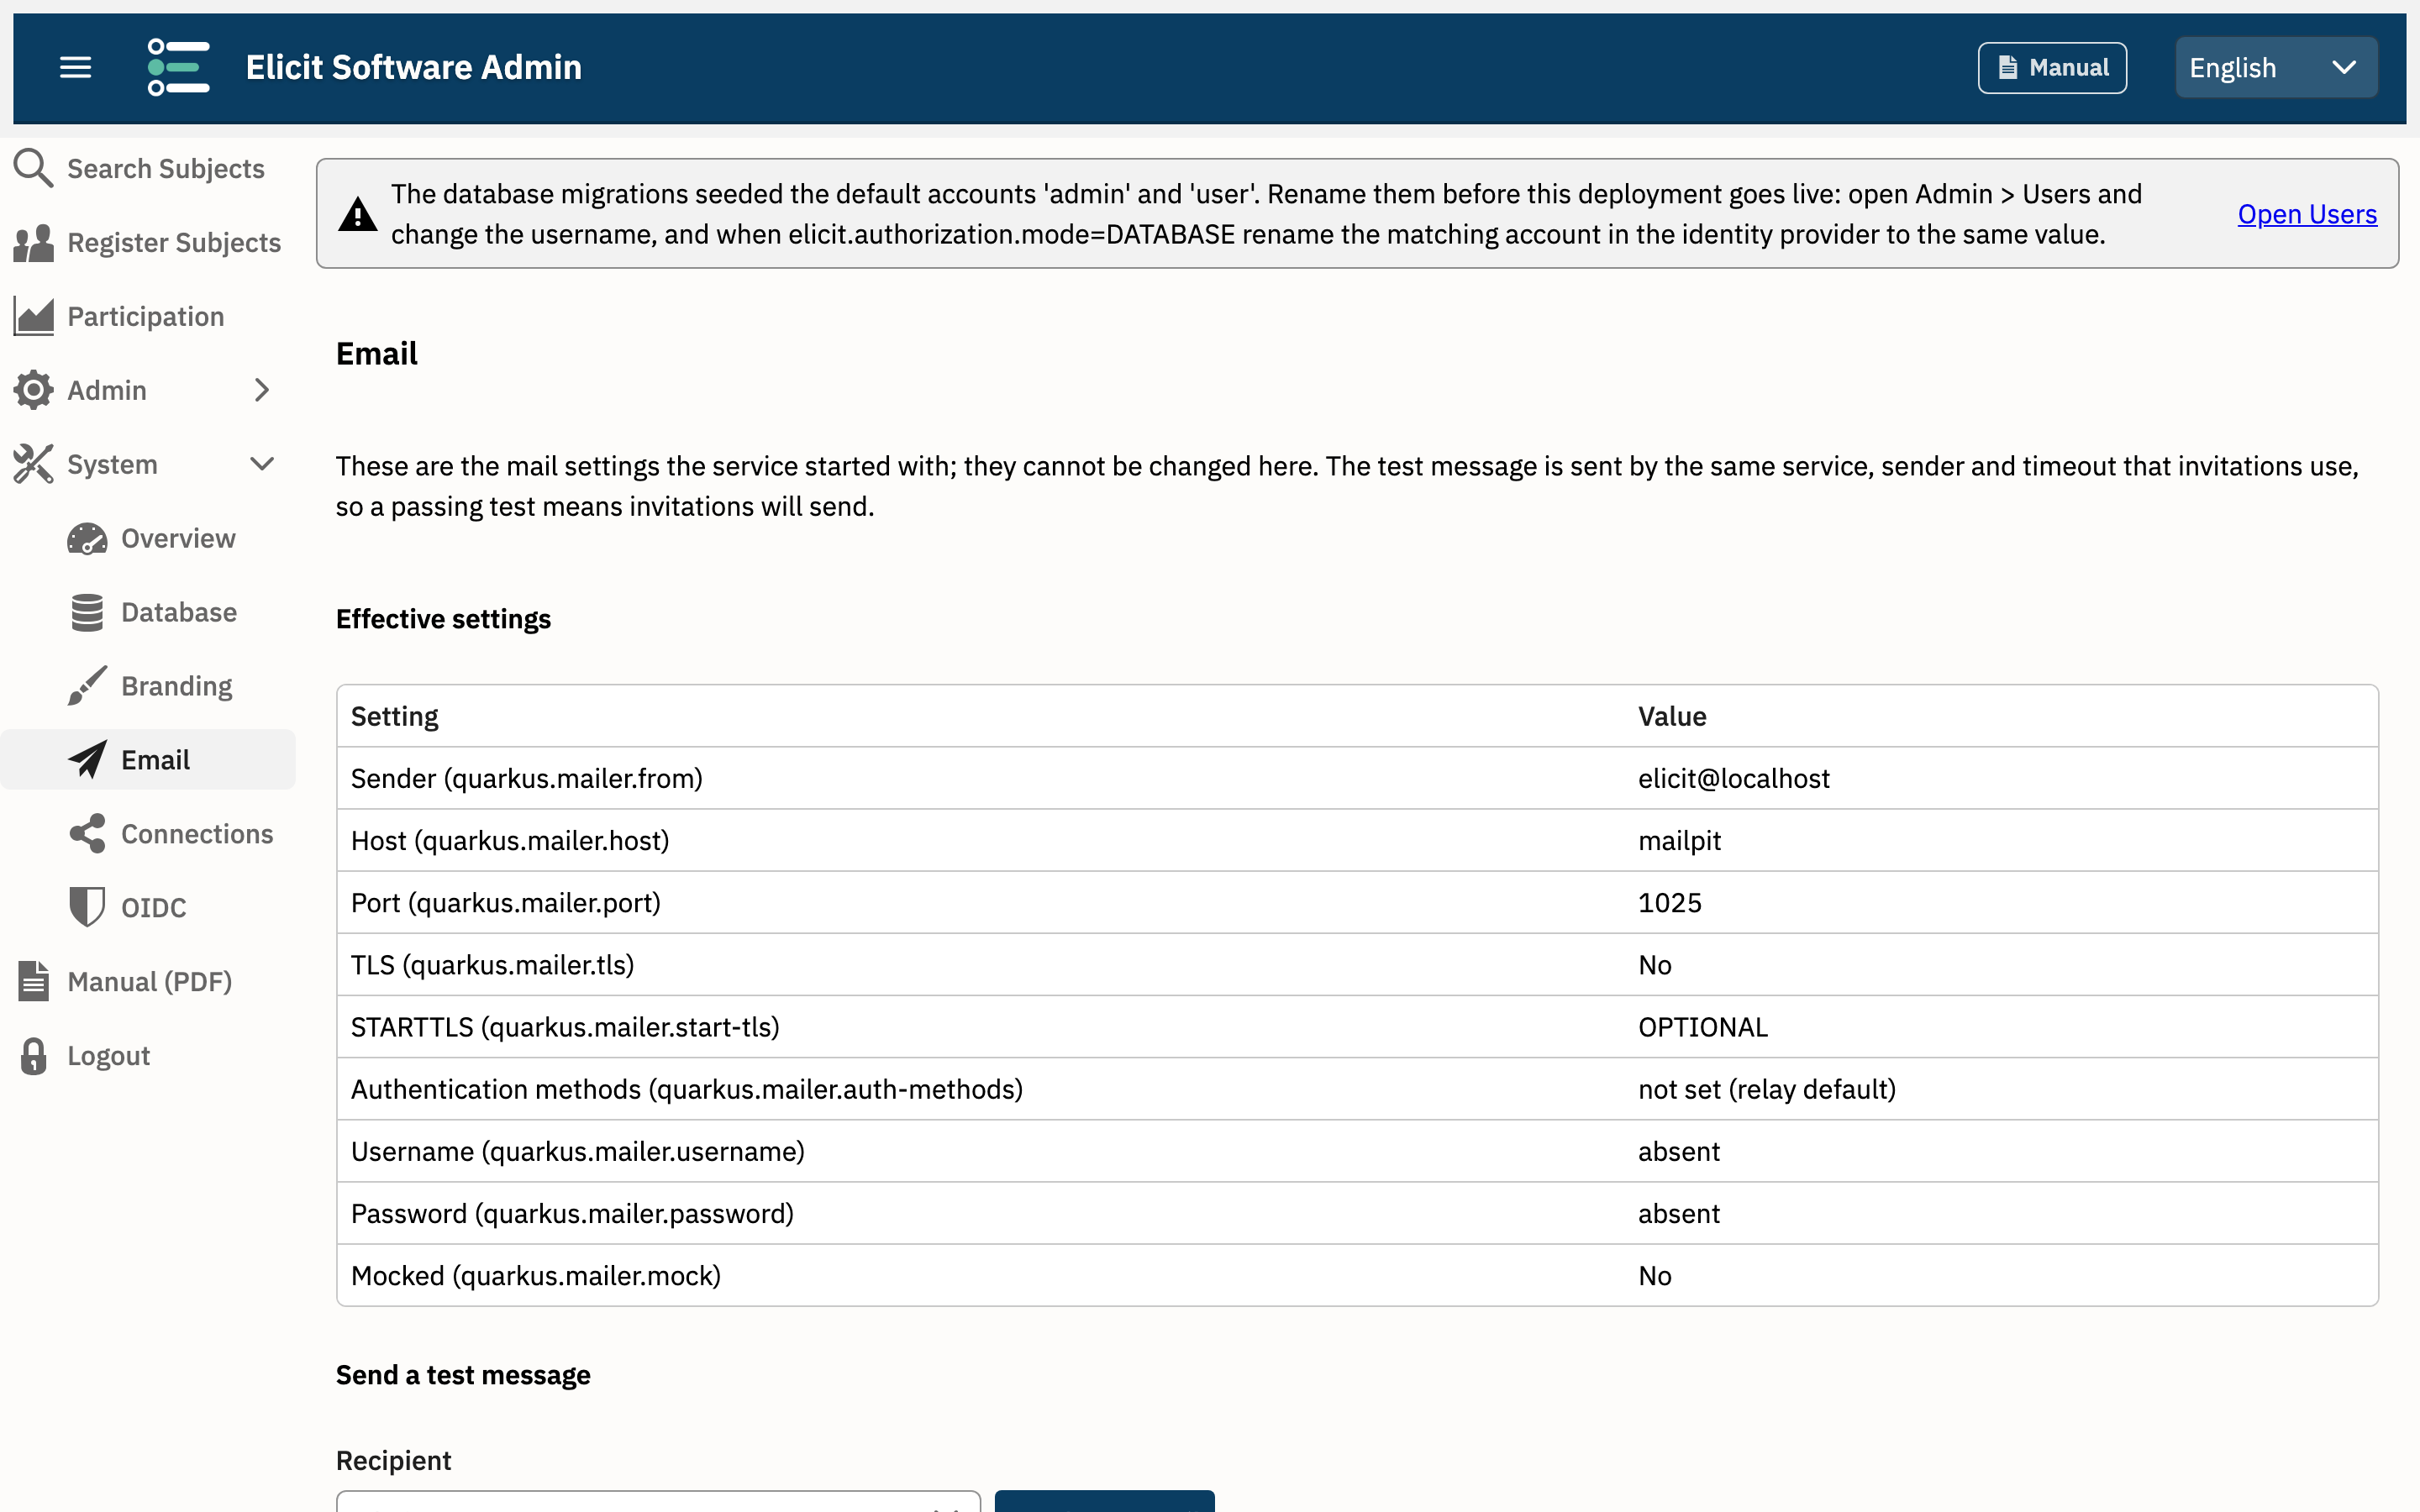 Elicit Software Admin
Manual
English
Search Subjects
Register Subjects
Participation
Admin
System
Overview
Database
Branding
Email
Connections
OIDC
Manual (PDF)
Logout
The database migrations seeded the default accounts 'admin' and 'user'. Rename them before this deployment goes live: open Admin > Users and
change the username, and when elicit.authorization.mode=DATABASE rename the matching account in the identity provider to the same value.
Open Users
Email
These are the mail settings the service started with; they cannot be changed here. The test message is sent by the same service, sender and timeout that invitations use,
so a passing test means invitations will send.
Effective settings
Setting Value
Sender (quarkus.mailer.from) elicit@localhost
Host (quarkus.mailer.host) mailpit
Port (quarkus.mailer.port) 1025
TLS (quarkus.mailer.tls) No
STARTTLS (quarkus.mailer.start-tls) OPTIONAL
Authentication methods (quarkus.mailer.auth-methods) not set (relay default)
Username (quarkus.mailer.username) absent
Password (quarkus.mailer.password) absent
Mocked (quarkus.mailer.mock) No
Send a test message
Recipient